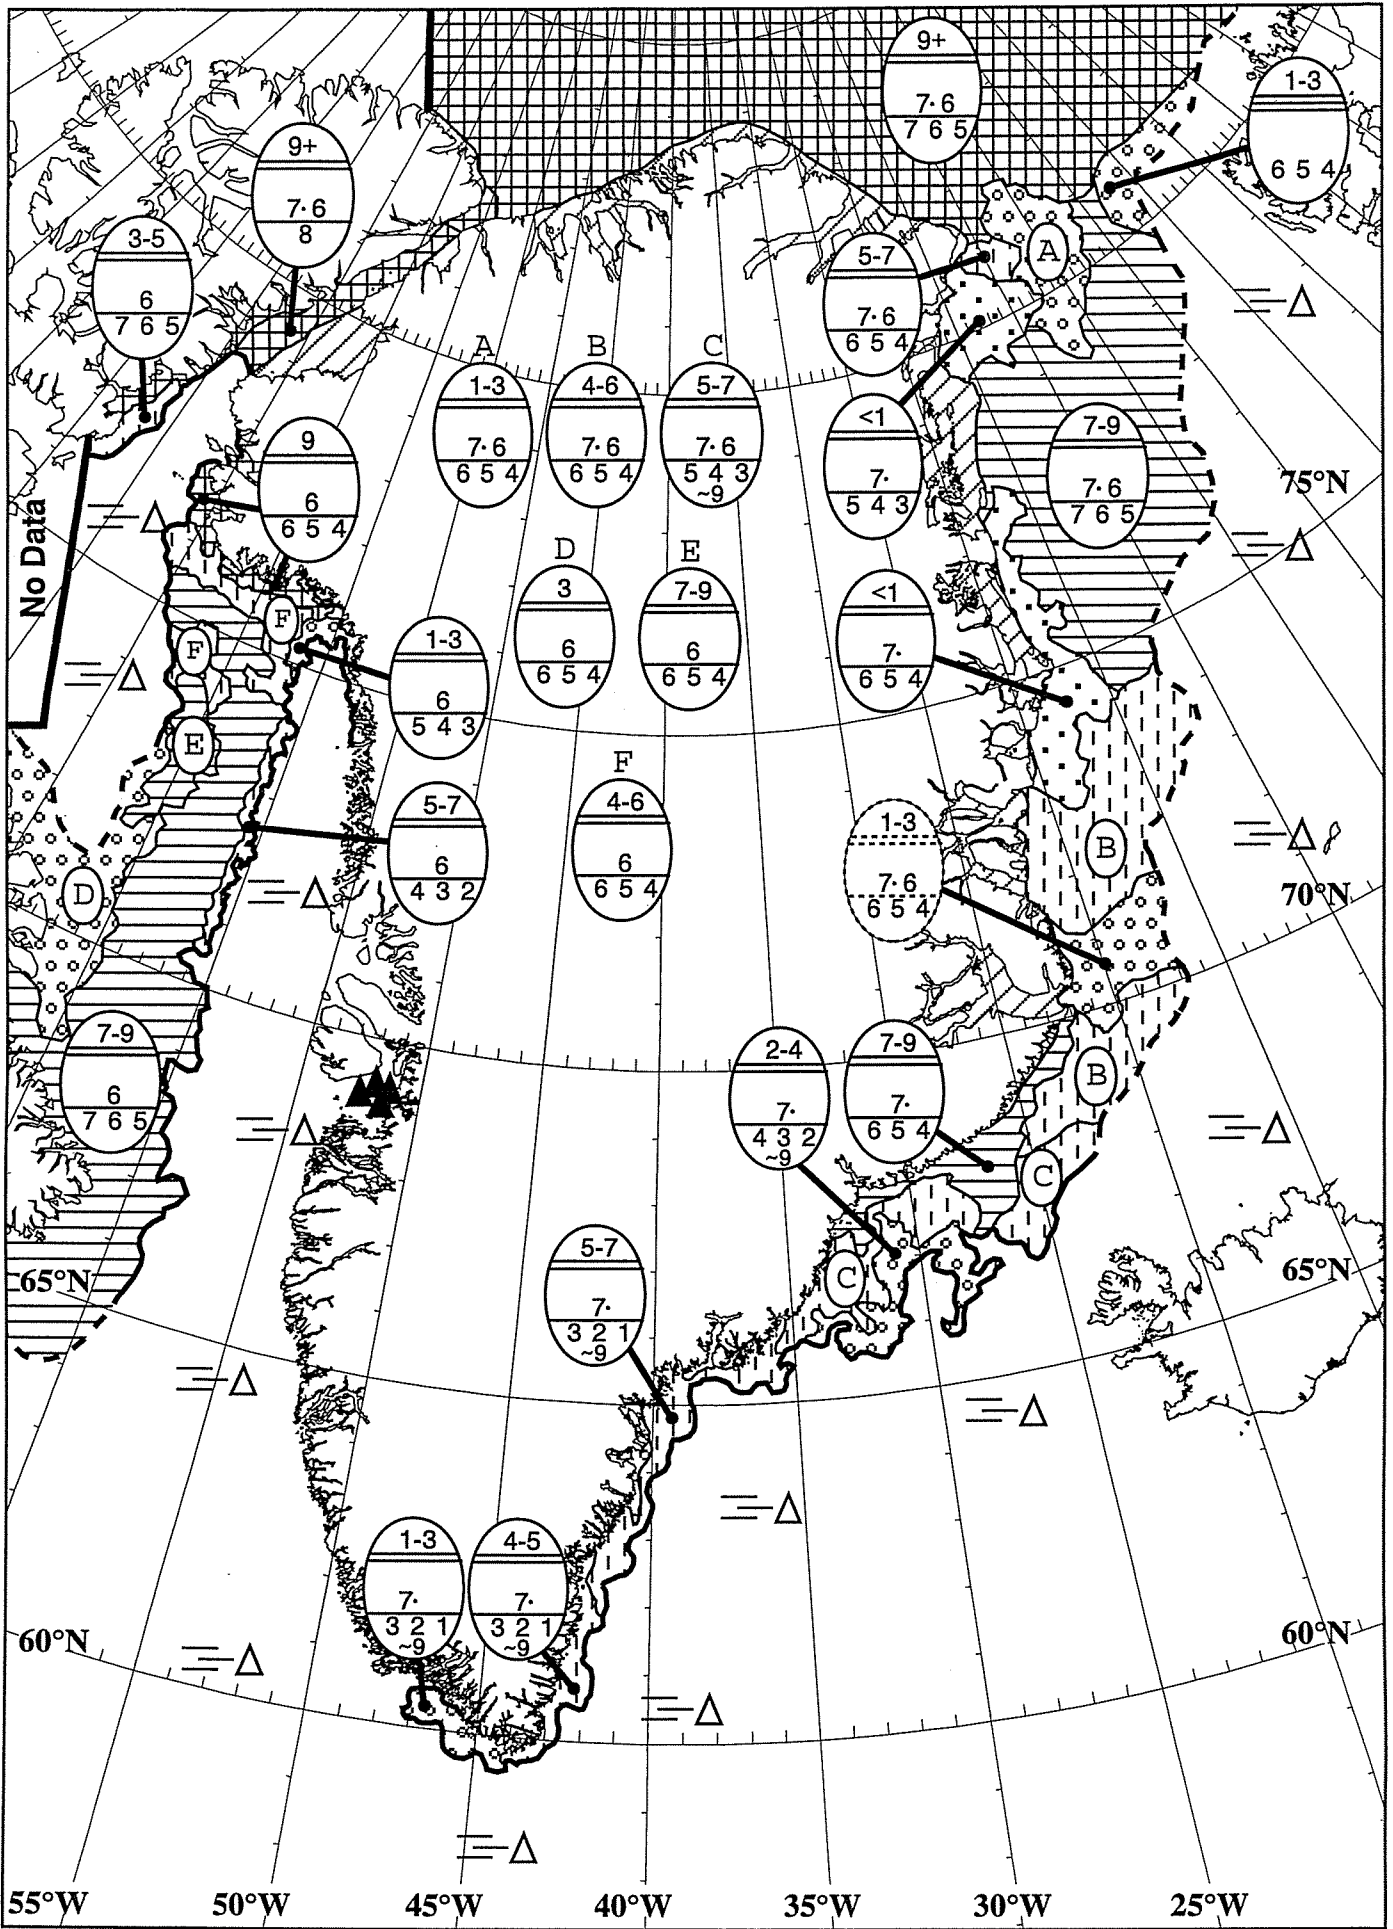 9+
7· 6
7 6 5
1-3
6 5 4
9+
7· 6
8
3-5
6
7 6 5
A
5-7
7· 6
6 5 4
A
1-3
7· 6
6 5 4
B
4-6
7· 6
6 5 4
C
5-7
7· 6
5 4 3
~9
<1
7·
5 4 3
7-9
7· 6
7 6 5
9
6
6 5 4
75°N
No Data
D
3
6
6 5 4
E
7-9
6
6 5 4
<1
7·
6 5 4
F
F
1-3
6
5 4 3
E
F
4-6
6
6 5 4
5-7
6
4 3 2
1-3
7· 6
6 5 4
B
D
70°N
7-9
6
7 6 5
2-4
7·
4 3 2
~9
7-9
7·
6 5 4
B
C
65°N
5-7
7·
3 2 1
~9
C
65°N
1-3
7·
3 2 1
~9
4-5
7·
3 2 1
~9
60°N
60°N
55°W
50°W
45°W
40°W
35°W
30°W
25°W